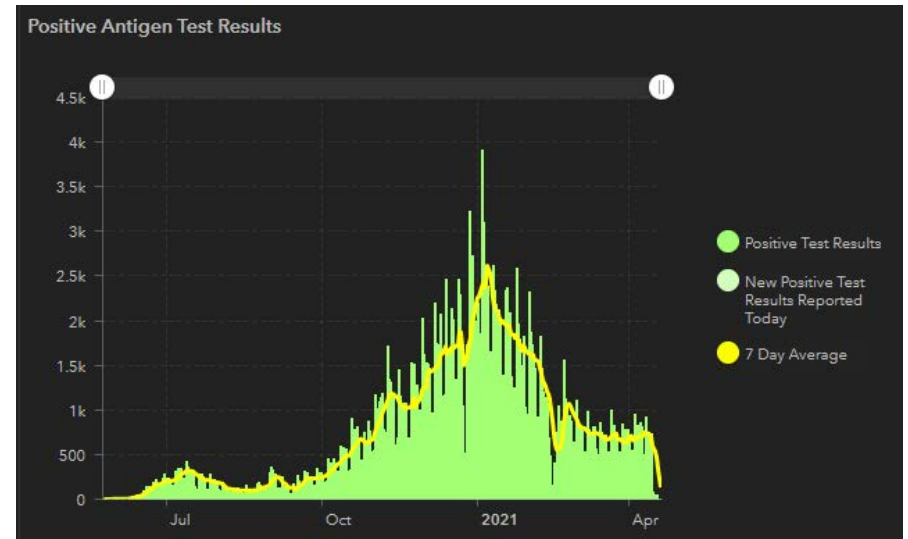 Positive Antigen Test Results
4.5k
4k
3.5k
3k
2.5k
2k
1.5k
1k
500
0
Jul
Oct
2021
Apr
Positive Test Results
New Positive Test
Results Reported
Today
7 Day Average